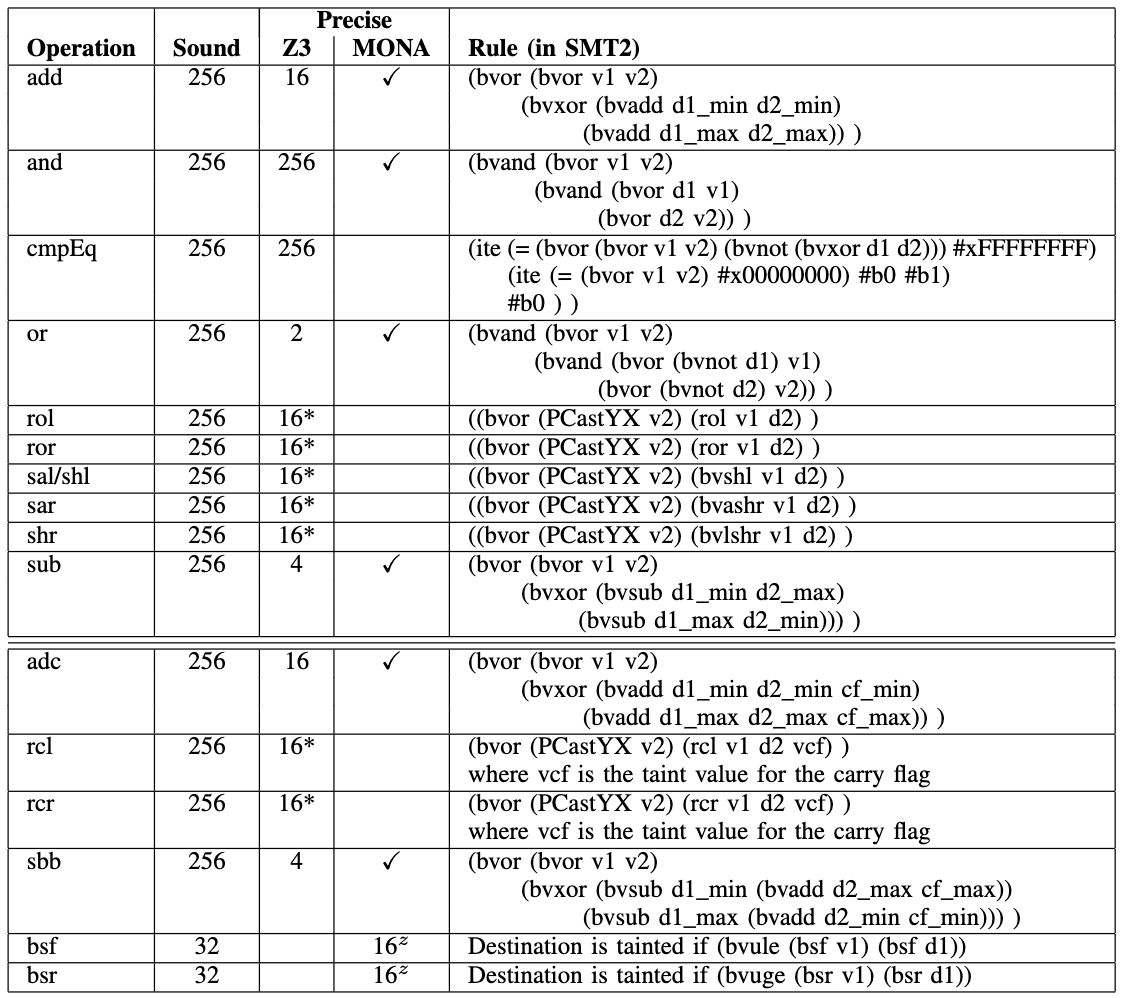 Precise
Operation Sound Z3 MONA Rule (in SMT2)
add 256 16 ✓ (bvor (bvor v1 v2)
(bvxor (bvadd d1_min d2_min)
(bvadd d1_max d2_max)) )
and 256 256 ✓ (bvand (bvor v1 v2)
(bvand (bvor d1 v1)
(bvor d2 v2)) )
cmpEq 256 256 (ite (= (bvor (bvor v1 v2) (bvnot (bvxor d1 d2))) #xFFFFFFFF)
(ite (= (bvor v1 v2) #x00000000) #b0 #b1)
#b0 ) )
or 256 2 ✓ (bvand (bvor v1 v2)
(bvand (bvor (bvnot d1) v1)
(bvor (bvnot d2) v2)) )
rol 256 16* ((bvor (PCastYX v2) (rol v1 d2) )
ror 256 16* ((bvor (PCastYX v2) (ror v1 d2) )
sal/shl 256 16* ((bvor (PCastYX v2) (bvshl v1 d2) )
sar 256 16* ((bvor (PCastYX v2) (bvashr v1 d2) )
shr 256 16* ((bvor (PCastYX v2) (bvlshr v1 d2) )
sub 256 4 ✓ (bvor (bvor v1 v2)
(bvxor (bvsub d1_min d2_max)
(bvsub d1_max d2_min))) )
adc 256 16 ✓ (bvor (bvor v1 v2)
(bvxor (bvadd d1_min d2_min cf_min)
(bvadd d1_max d2_max cf_max)) )
rcl 256 16* (bvor (PCastYX v2) (rcl v1 d2 vcf) )
where vcf is the taint value for the carry flag
rcr 256 16* (bvor (PCastYX v2) (rcr v1 d2 vcf) )
where vcf is the taint value for the carry flag
sbb 256 4 ✓ (bvor (bvor v1 v2)
(bvxor (bvsub d1_min (bvadd d2_max cf_max))
(bvsub d1_max (bvadd d2_min cf_min))) )
bsf 32 16ᶻ Destination is tainted if (bvule (bsf v1) (bsf d1))
bsr 32 16ᶻ Destination is tainted if (bvuge (bsr v1) (bsr d1))